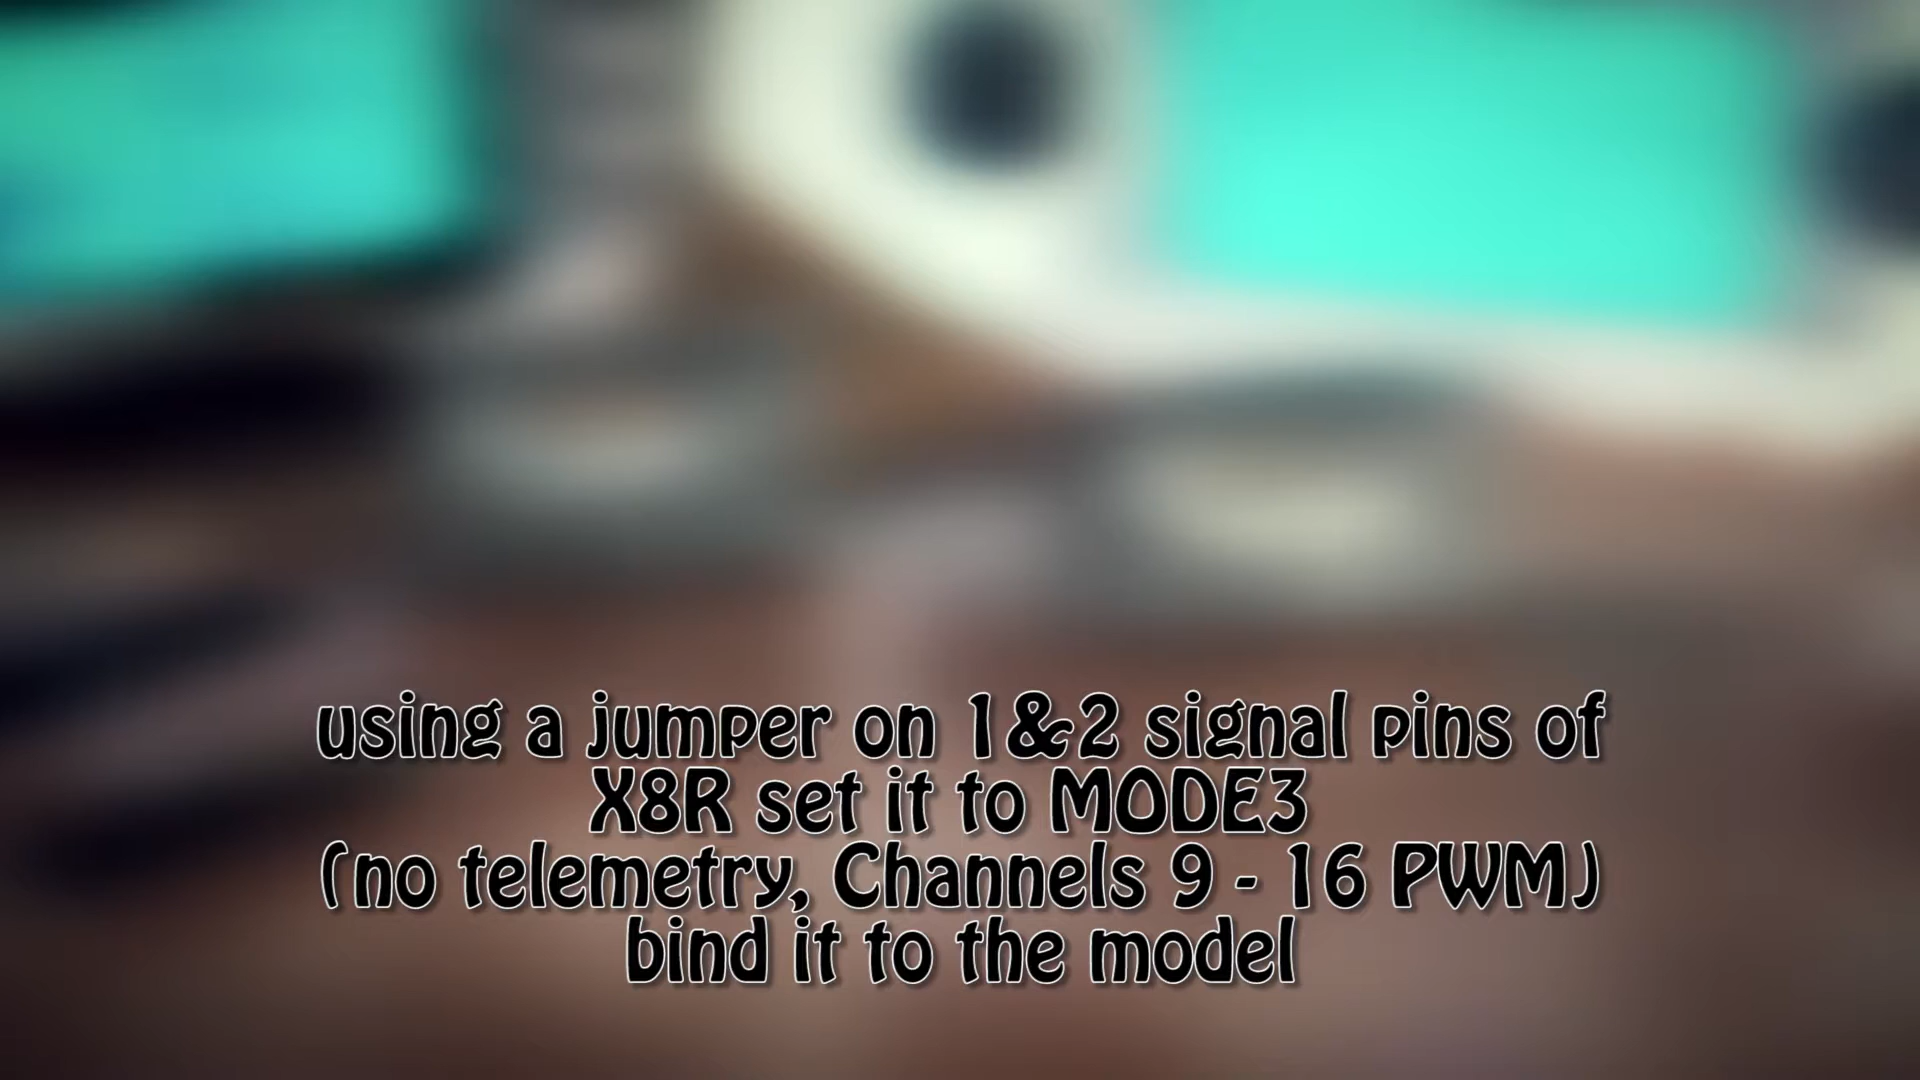 using a jumper on 1&2 signal pins of
X8R set it to MODE3
(no telemetry, Channels 9 - 16 PWM)
bind it to the model